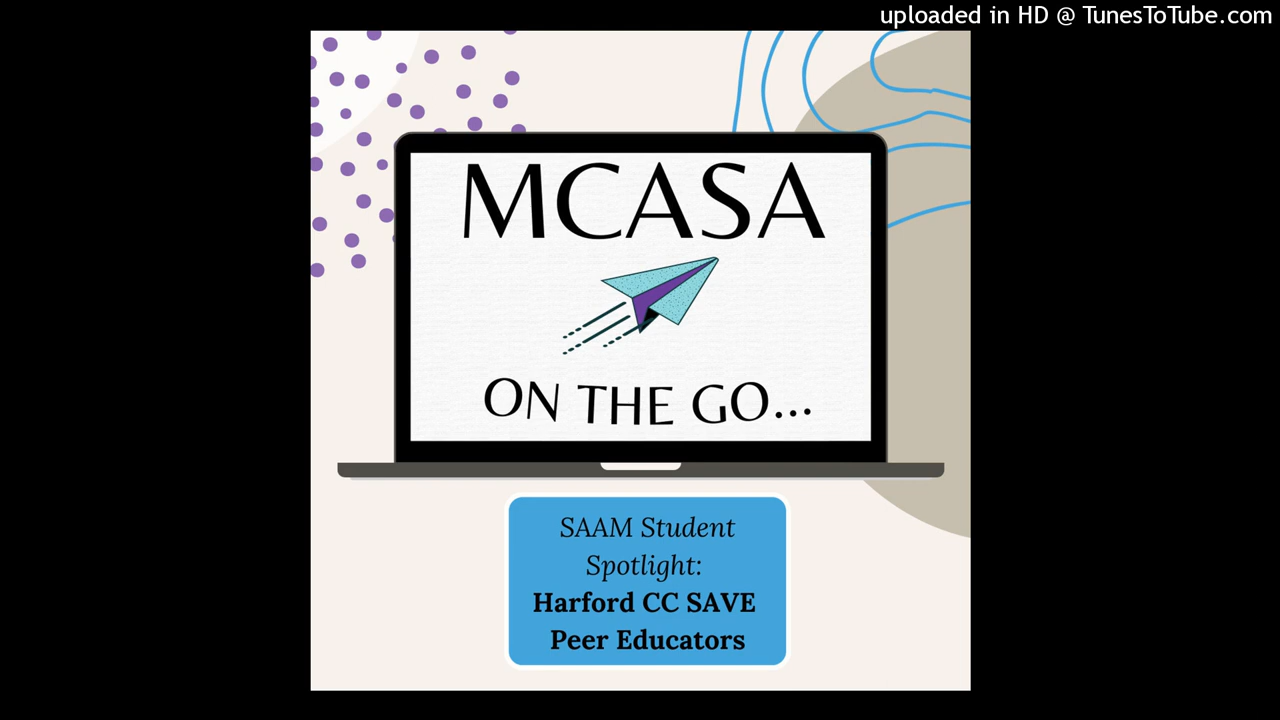 uploaded in HD @ TunesToTube.com
MCASA
ON THE GO...
SAAM Student
Spotlight:
Harford CC SAVE
Peer Educators